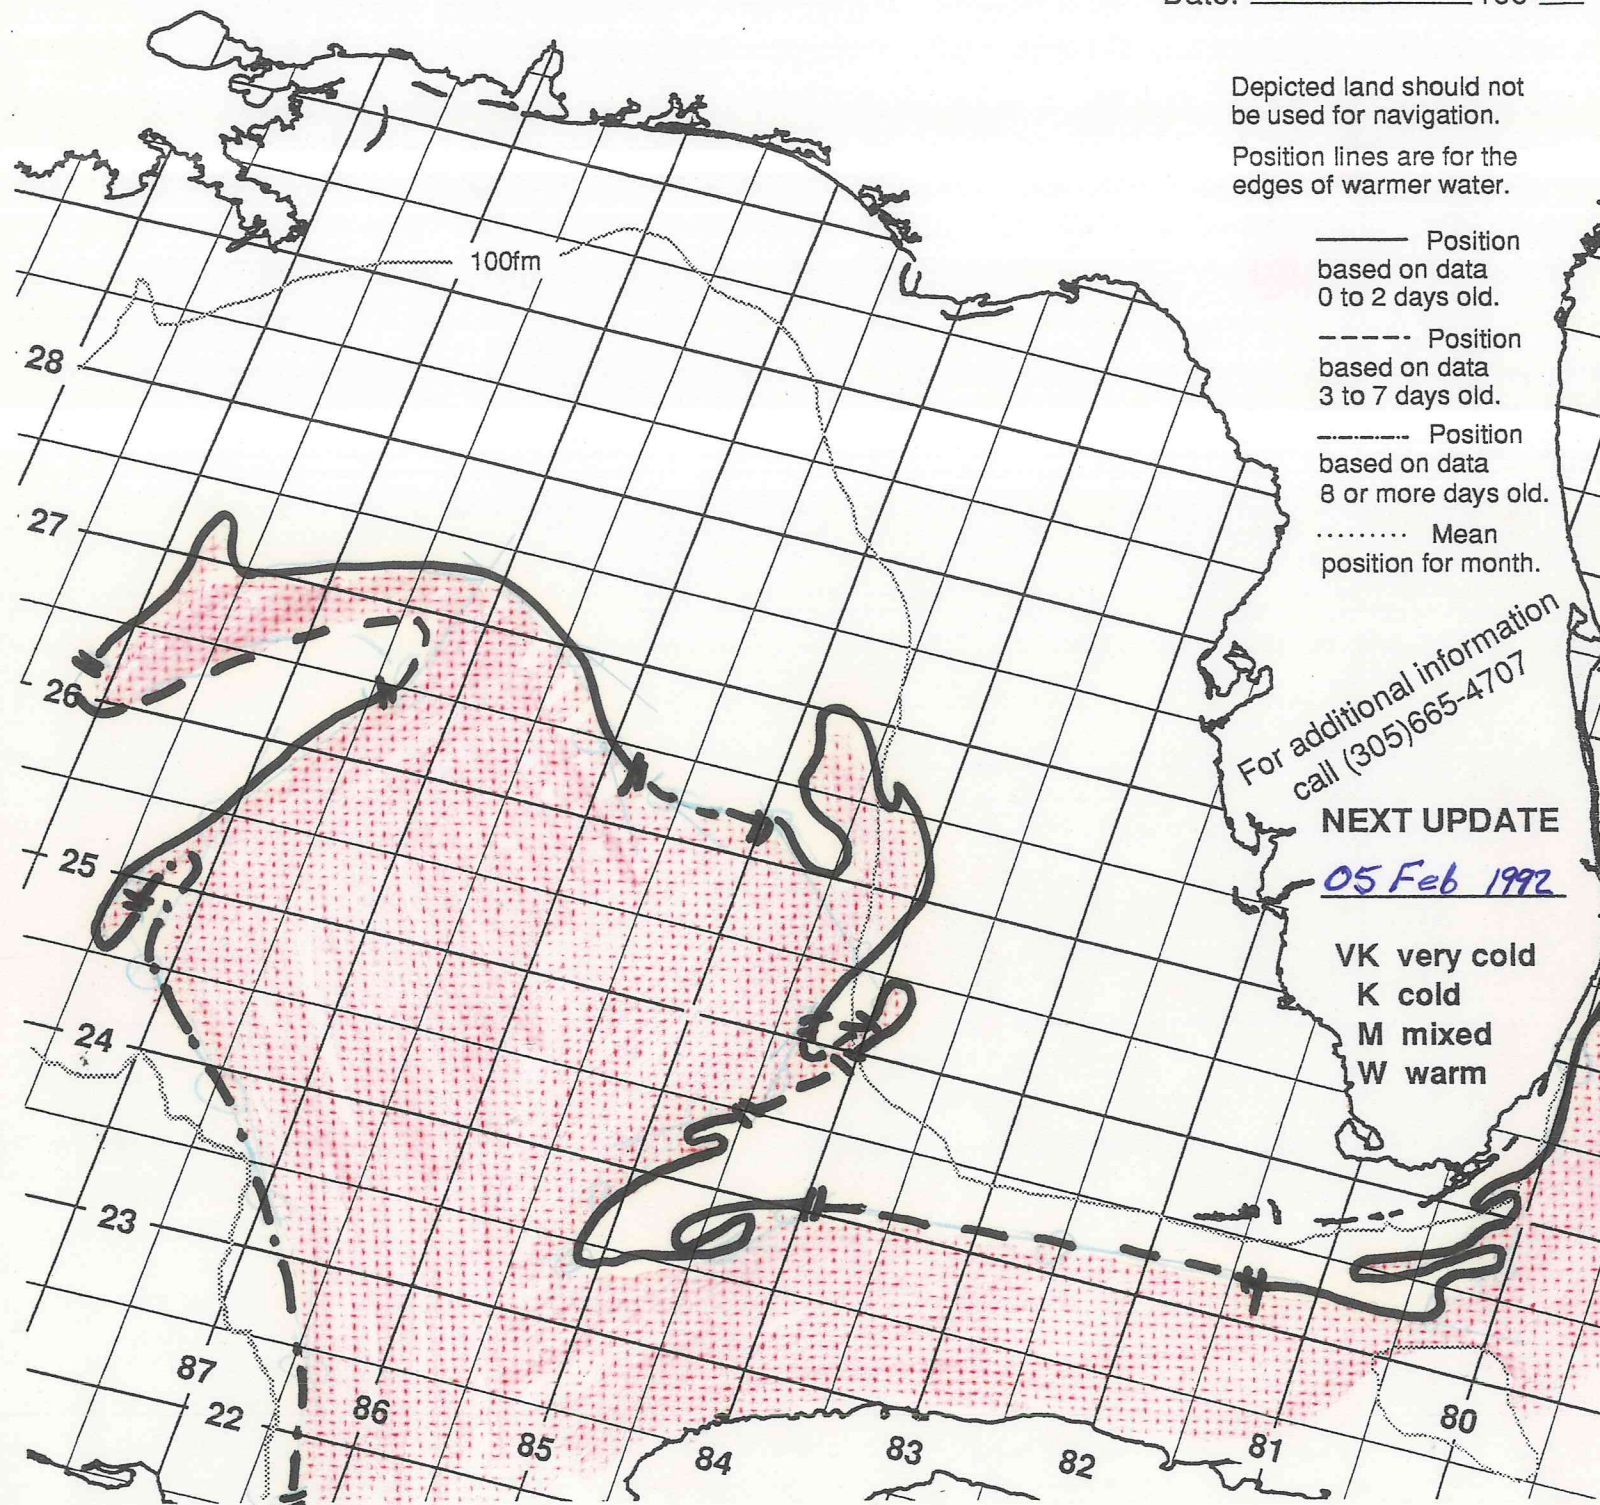 Depicted land should not
be used for navigation.
Position lines are for the
edges of warmer water.
Position
based on data
0 to 2 days old.
Position
based on data
3 to 7 days old.
Position
based on data
8 or more days old.
Mean
position for month.
For additional information
call (305)665-4707
NEXT UPDATE
05 Feb 1992
VK very cold
K cold
M mixed
W warm
100fm
28
27
26
25
24
23
22
87
86
85
84
83
82
81
80